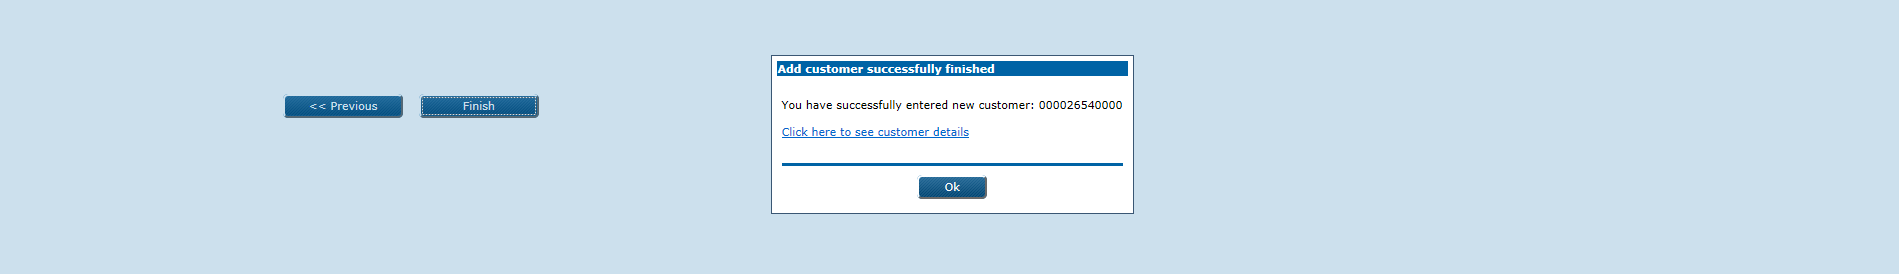 Add customer successfully finished
You have successfully entered new customer: 000026540000
<< Previous
Finish
Click here to see customer details
Ok